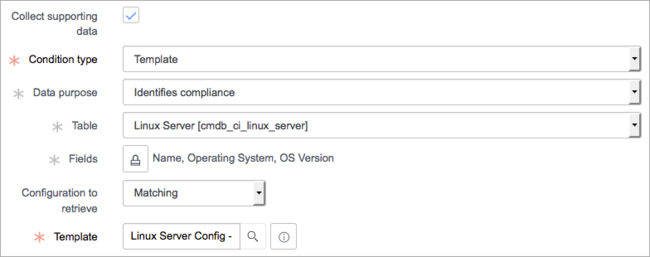 Collect supporting
data
Condition type
Template
Data purpose
Identifies compliance
Table
Linux Server [cmdb_ci_linux_server]
Fields
Name, Operating System, OS Version
Configuration to
retrieve
Matching
Template
Linux Server Config -